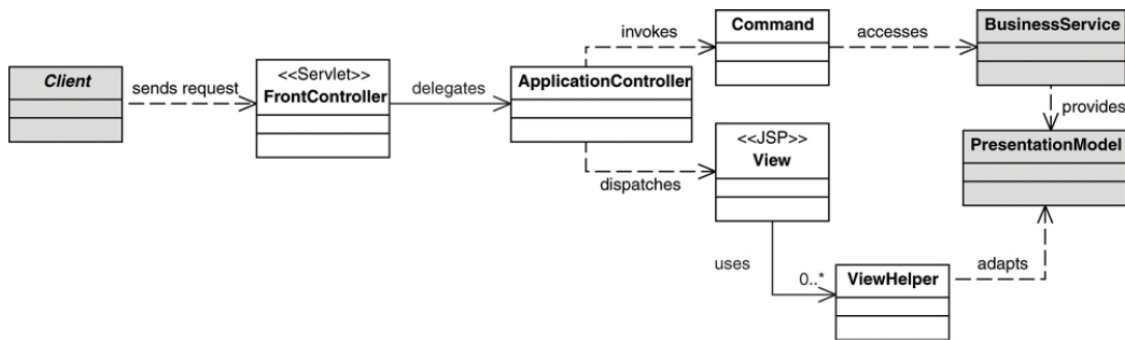 Client
sends request
<<Servlet>>
FrontController
delegates
ApplicationController
invokes
Command
accesses
BusinessService
provides
PresentationModel
dispatches
<<JSP>>
View
uses
0..*
ViewHelper
adapts